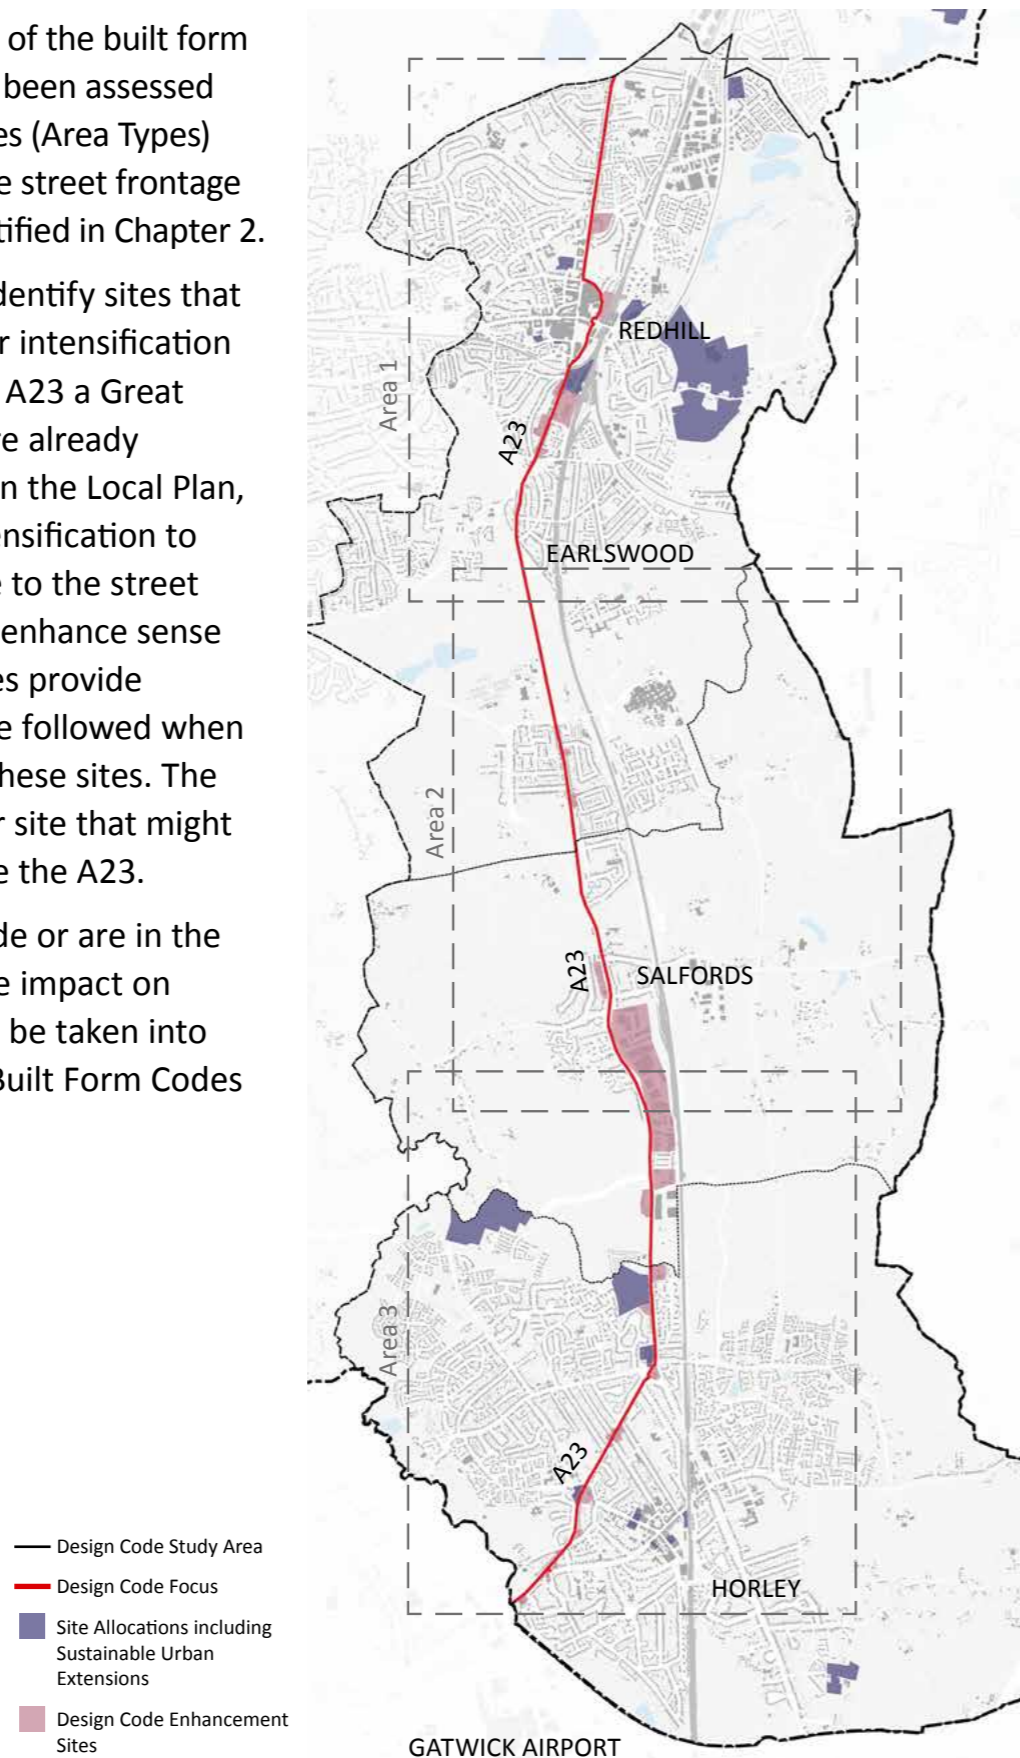 of the built form
been assessed
es (Area Types)
e street frontage
tified in Chapter 2.
dentify sites that
r intensification
A23 a Great
re already
n the Local Plan,
ensification to
e to the street
enhance sense
es provide
e followed when
hese sites. The
r site that might
e the A23.
de or are in the
e impact on
be taken into
Built Form Codes
Area 1
REDHILL
A23
EARLSWOOD
Area 2
A23
SALFORDS
Area 3
A23
HORLEY
GATWICK AIRPORT
Design Code Study Area
Design Code Focus
Site Allocations including
Sustainable Urban
Extensions
Design Code Enhancement
Sites